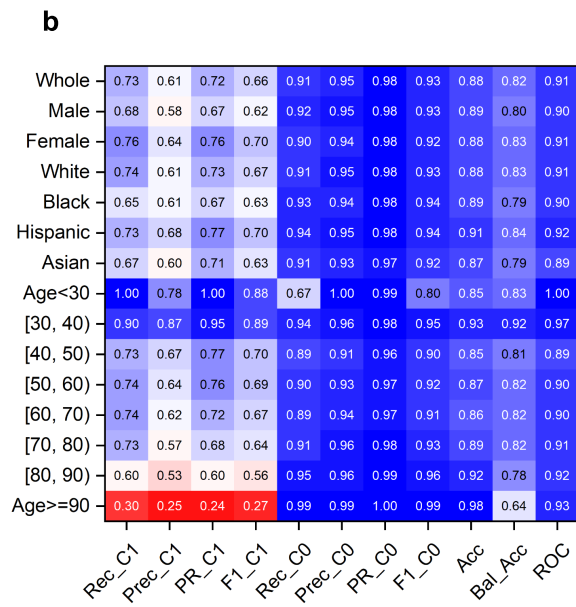 b
Whole 0.73 0.61 0.72 0.66 0.91 0.95 0.98 0.93 0.88 0.82 0.91
Male 0.68 0.58 0.67 0.62 0.92 0.95 0.98 0.93 0.89 0.80 0.90
Female 0.76 0.64 0.76 0.70 0.90 0.94 0.98 0.92 0.88 0.83 0.91
White 0.74 0.61 0.73 0.67 0.91 0.95 0.98 0.93 0.88 0.83 0.91
Black 0.65 0.61 0.67 0.63 0.93 0.94 0.98 0.94 0.89 0.79 0.90
Hispanic 0.73 0.68 0.77 0.70 0.94 0.95 0.98 0.94 0.91 0.84 0.92
Asian 0.67 0.60 0.71 0.63 0.91 0.93 0.97 0.92 0.87 0.79 0.89
Age<30 1.00 0.78 1.00 0.88 0.67 1.00 0.99 0.80 0.85 0.83 1.00
[30, 40) 0.90 0.87 0.95 0.89 0.94 0.96 0.98 0.95 0.93 0.92 0.97
[40, 50) 0.73 0.67 0.77 0.70 0.89 0.91 0.96 0.90 0.85 0.81 0.89
[50, 60) 0.74 0.64 0.76 0.69 0.90 0.93 0.97 0.92 0.87 0.82 0.90
[60, 70) 0.74 0.62 0.72 0.67 0.89 0.94 0.97 0.91 0.86 0.82 0.90
[70, 80) 0.73 0.57 0.68 0.64 0.91 0.96 0.98 0.93 0.89 0.82 0.91
[80, 90) 0.60 0.53 0.60 0.56 0.95 0.96 0.99 0.96 0.92 0.78 0.92
Age>=90 0.30 0.25 0.24 0.27 0.99 0.99 1.00 0.99 0.98 0.64 0.93
Rec_C1 Prec_C1 PR_C1 F1_C1 Rec_C0 Prec_C0 PR_C0 F1_C0 Acc Bal_Acc ROC